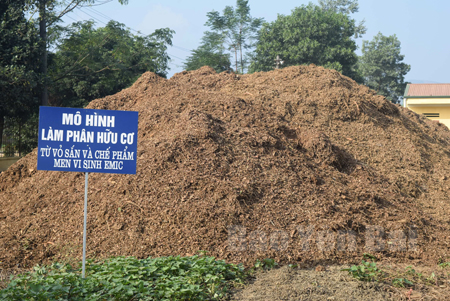 MÔ HÌNH
LÀM PHÂN HỮU CƠ
TỪ VỎ SẮN VÀ CHẾ PHẨM
MEN VI SINH EMIC